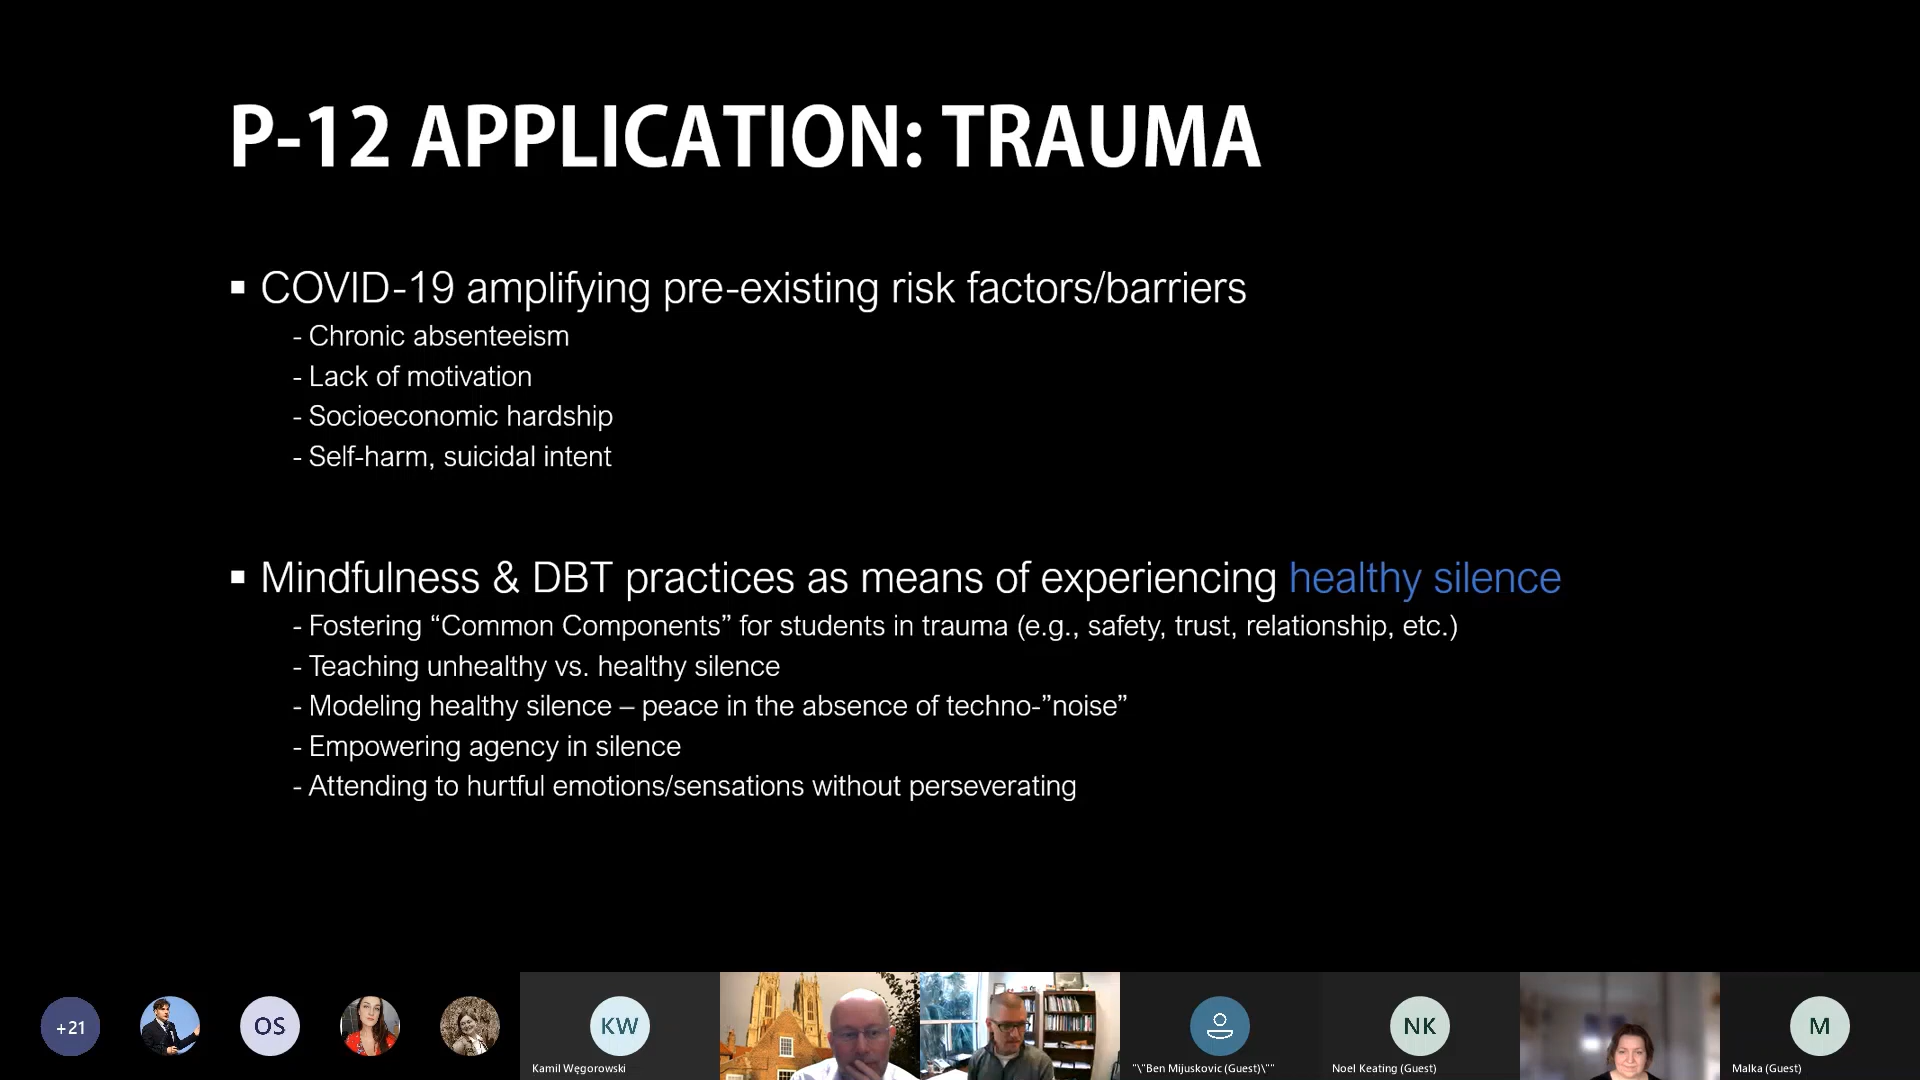 P-12 APPLICATION: TRAUMA
▪ COVID-19 amplifying pre-existing risk factors/barriers
- Chronic absenteeism
- Lack of motivation
- Socioeconomic hardship
- Self-harm, suicidal intent
▪ Mindfulness & DBT practices as means of experiencing healthy silence
- Fostering “Common Components” for students in trauma (e.g., safety, trust, relationship, etc.)
- Teaching unhealthy vs. healthy silence
- Modeling healthy silence – peace in the absence of techno-”noise”
- Empowering agency in silence
- Attending to hurtful emotions/sensations without perseverating
+21
OS
KW
Kamil Węgorowski
"\"Ben Mijuskovic (Guest)\""
NK
Noel Keating (Guest)
M
Malka (Guest)